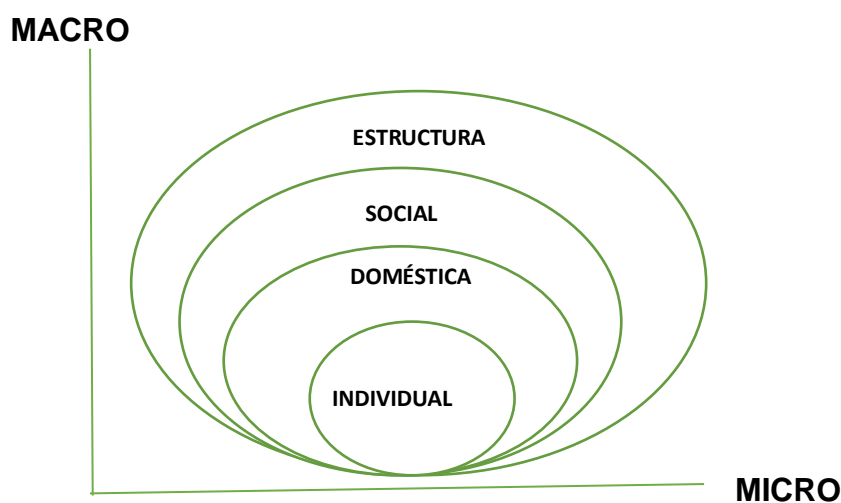 MACRO
ESTRUCTURA
SOCIAL
DOMÉSTICA
INDIVIDUAL
MICRO